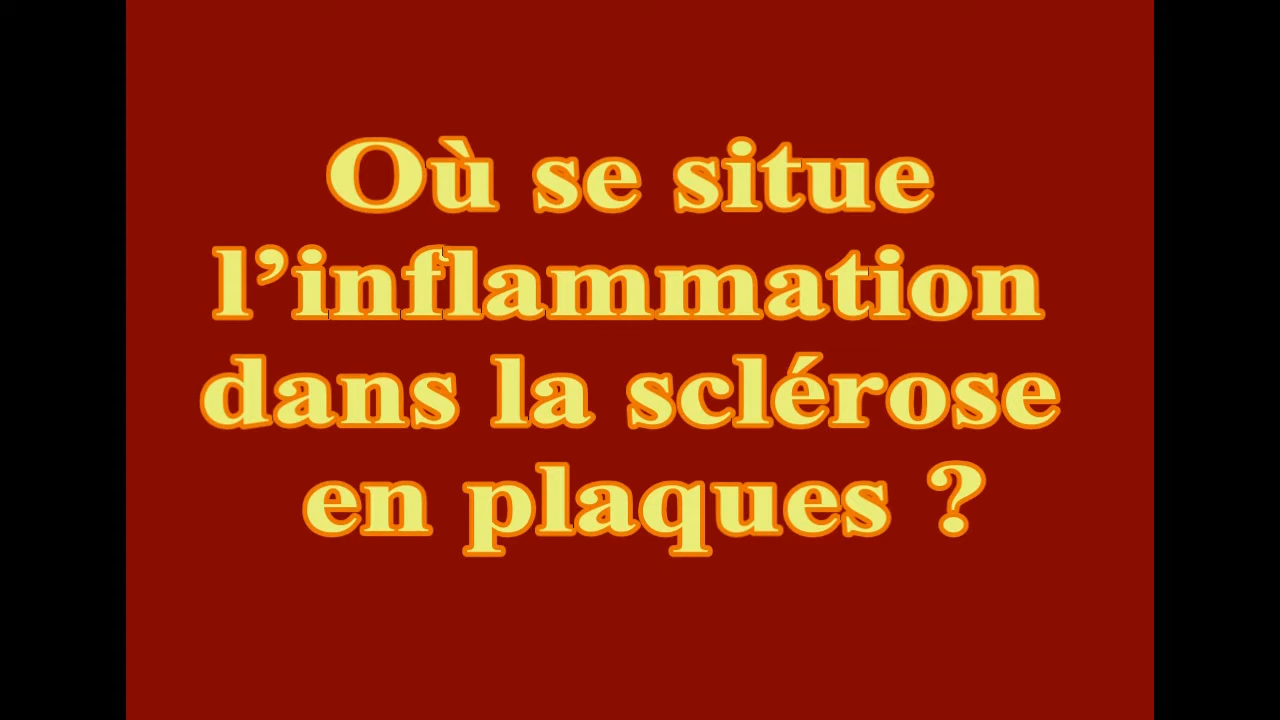 Où se situe
l’inflammation
dans la sclérose
en plaques ?